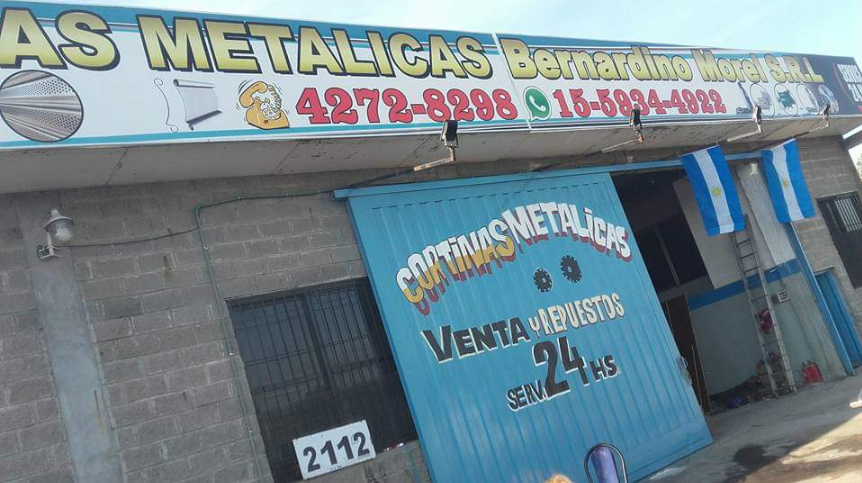 AS METALICAS Bernardino Morel S.R.L
4272-8298 15-5934-4922
CORTINAS METALICAS
VENTA Y REPUESTOS
SERV. 24 HS
2112